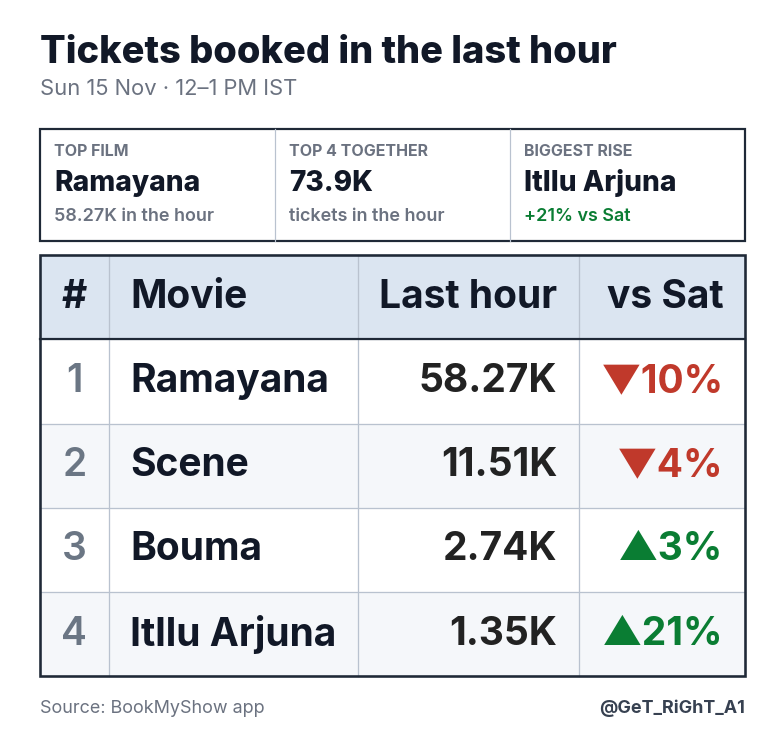 Tickets booked in the last hour
Sun 15 Nov · 12–1 PM IST
TOP FILM
Ramayana
58.27K in the hour
TOP 4 TOGETHER
73.9K
tickets in the hour
BIGGEST RISE
Itllu Arjuna
+21% vs Sat
# Movie Last hour vs Sat
1 Ramayana 58.27K ▼10%
2 Scene 11.51K ▼4%
3 Bouma 2.74K ▲3%
4 Itllu Arjuna 1.35K ▲21%
Source: BookMyShow app
@GeT_RiGhT_A1